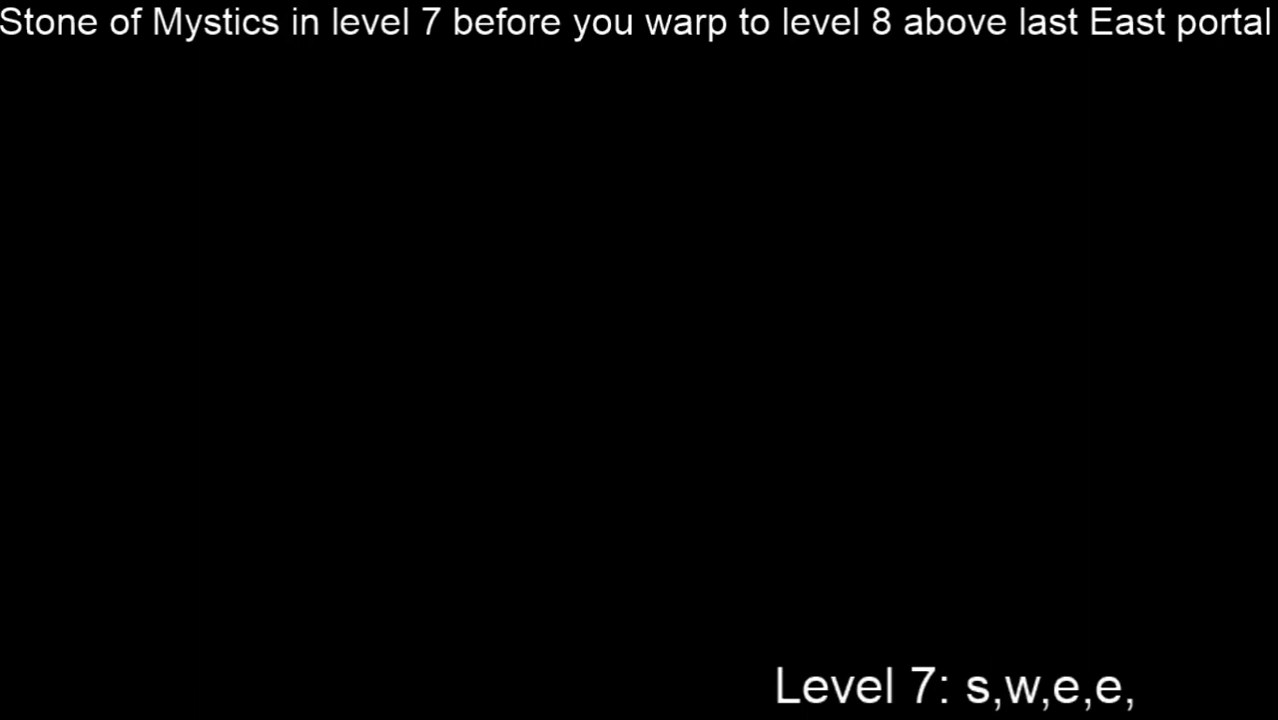 Stone of Mystics in level 7 before you warp to level 8 above last East portal
Level 7: s,w,e,e,